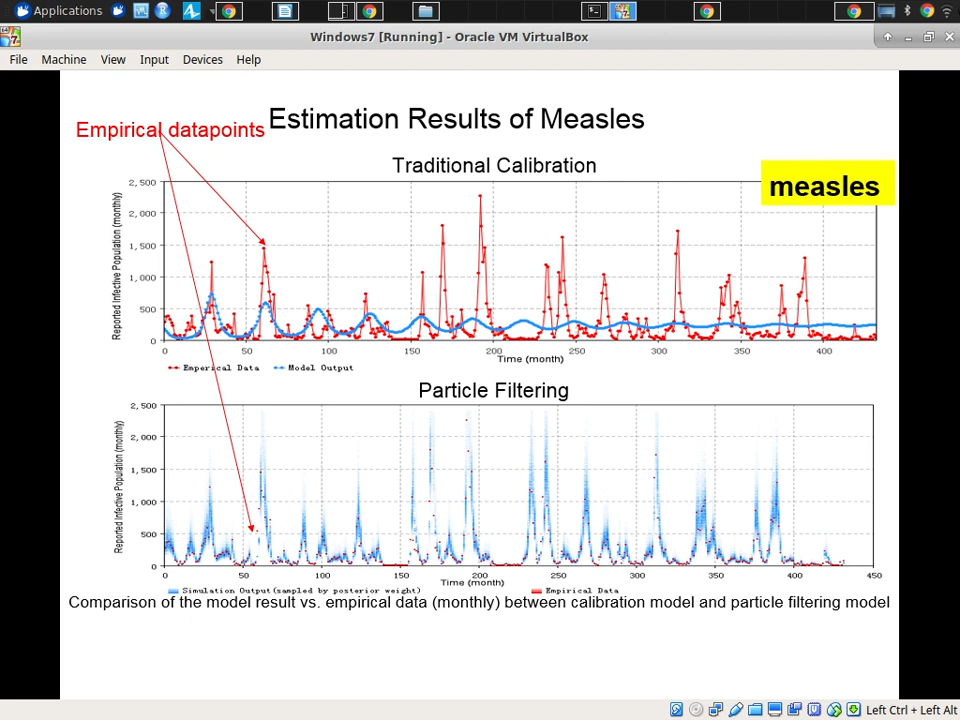 Applications
Windows7 [Running] - Oracle VM VirtualBox
File Machine View Input Devices Help
Estimation Results of Measles
Empirical datapoints
Traditional Calibration
measles
Reported Infective Population (monthly)
2,500
2,000
1,500
1,000
500
0
0 50 100 150 200 250 300 350 400
Time (month)
Emperical Data Model Output
Particle Filtering
Reported Infective Population (monthly)
2,500
2,000
1,500
1,000
500
0
0 50 100 150 200 250 300 350 400 450
Time (month)
Simulation Output(sampled by posterior weight) Emperical Data
Comparison of the model result vs. empirical data (monthly) between calibration model and particle filtering model
Left Ctrl + Left Alt